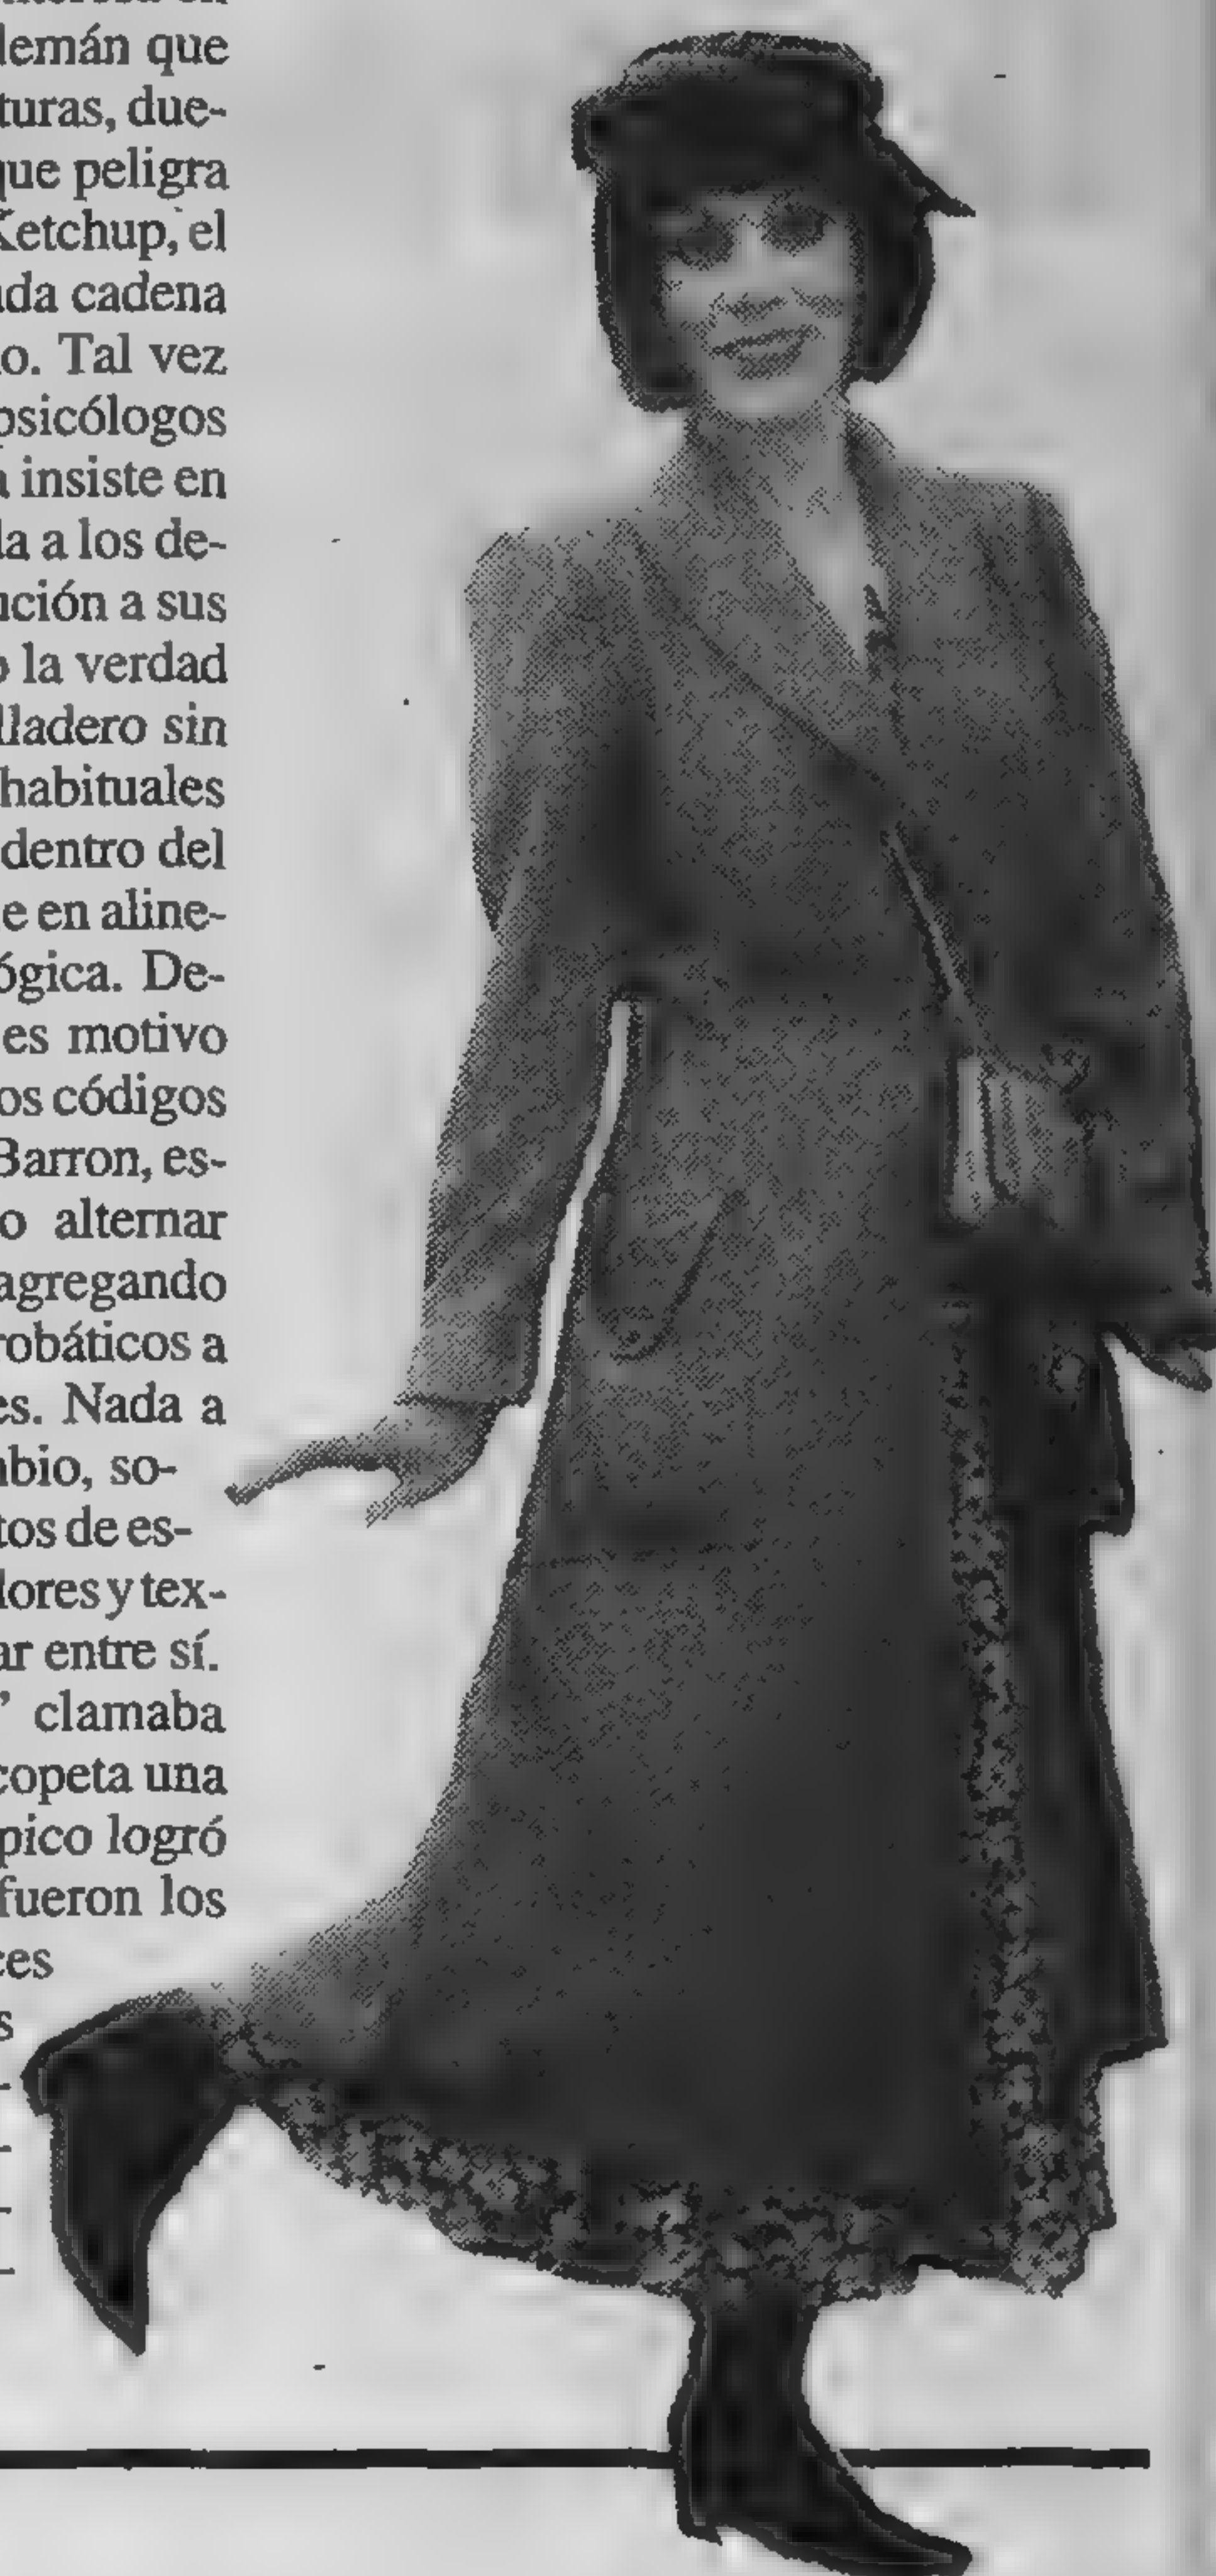 lemán que
turas, due-
que peligra
Ketchup, el
ada cadena
o. Tal vez
psicólogos
insiste en
la a los de-
ución a sus
o la verdad
lladero sin
habituales
dentro del
e en aline-
ógica. De-
es motivo
os códigos
Barron, es-
o alternar
agregando
robáticos a
es. Nada a
mbio, so-
tos de es-
lores y tex-
ar entre sí.
” clamaba
copeta una
pico logró
fueron los
ces
s
-
-
-
-